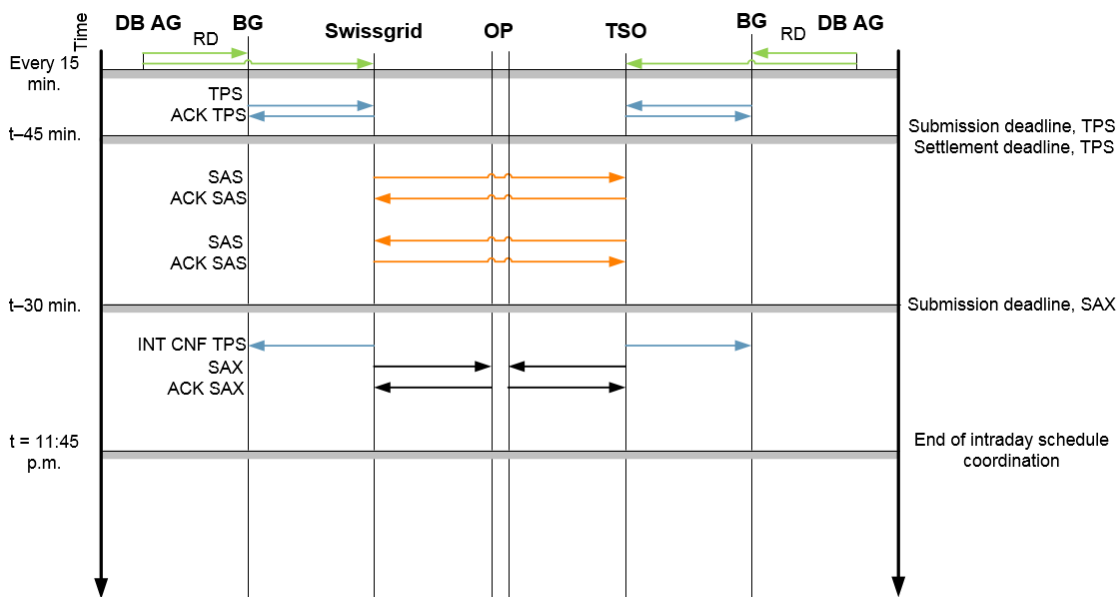 Time
DB AG
BG
Swissgrid
OP
TSO
BG
DB AG
RD
RD
Every 15
min.
TPS
ACK TPS
t–45 min.
Submission deadline, TPS
Settlement deadline, TPS
SAS
ACK SAS
SAS
ACK SAS
t–30 min.
Submission deadline, SAX
INT CNF TPS
SAX
ACK SAX
t = 11:45
p.m.
End of intraday schedule
coordination